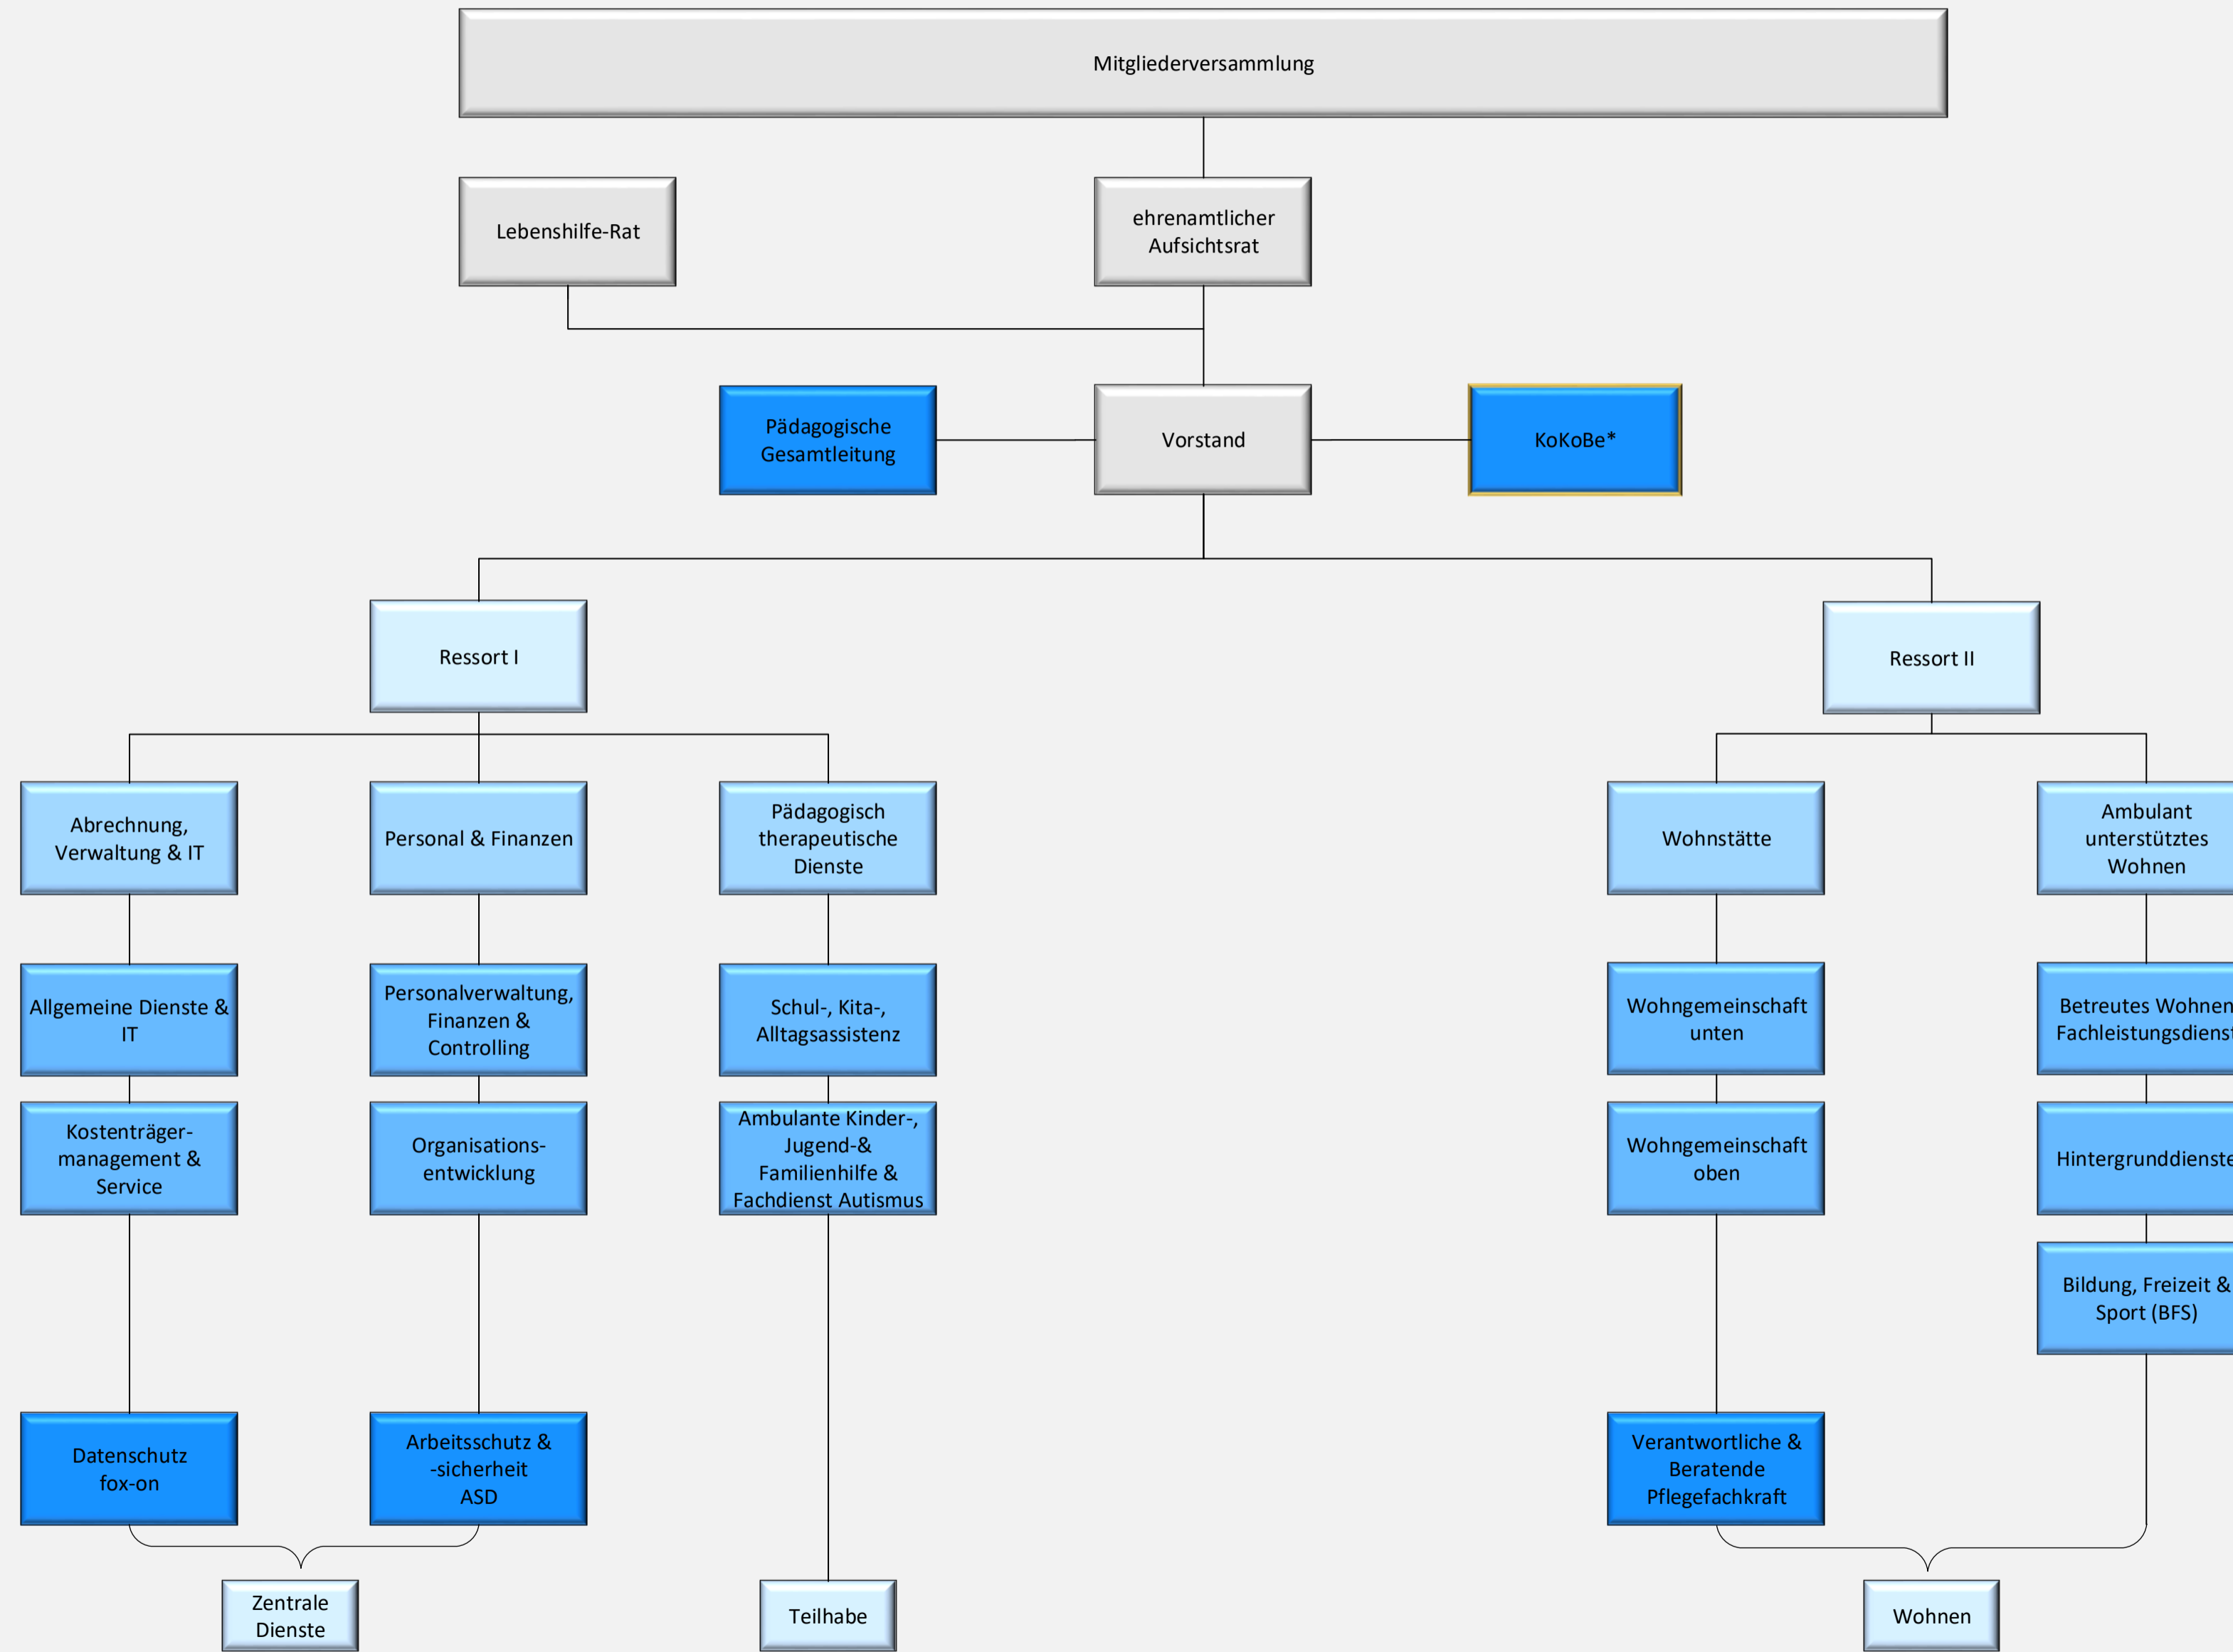 Mitgliederversammlung
Lebenshilfe-Rat
ehrenamtlicher
Aufsichtsrat
Pädagogische
Gesamtleitung
Vorstand
KoKoBe*
Ressort I
Ressort II
Abrechnung,
Verwaltung & IT
Personal & Finanzen
Pädagogisch
therapeutische
Dienste
Wohnstätte
Ambulant
unterstütztes
Wohnen
Allgemeine Dienste &
IT
Personalverwaltung,
Finanzen &
Controlling
Schul-, Kita-,
Alltagsassistenz
Wohngemeinschaft
unten
Betreutes Wohnen
Fachleistungsdienst
Kostenträger-
management &
Service
Organisations-
entwicklung
Ambulante Kinder-,
Jugend-&
Familienhilfe &
Fachdienst Autismus
Wohngemeinschaft
oben
Hintergrunddienste
Bildung, Freizeit &
Sport (BFS)
Datenschutz
fox-on
Arbeitsschutz &
-sicherheit
ASD
Verantwortliche &
Beratende
Pflegefachkraft
Zentrale
Dienste
Teilhabe
Wohnen